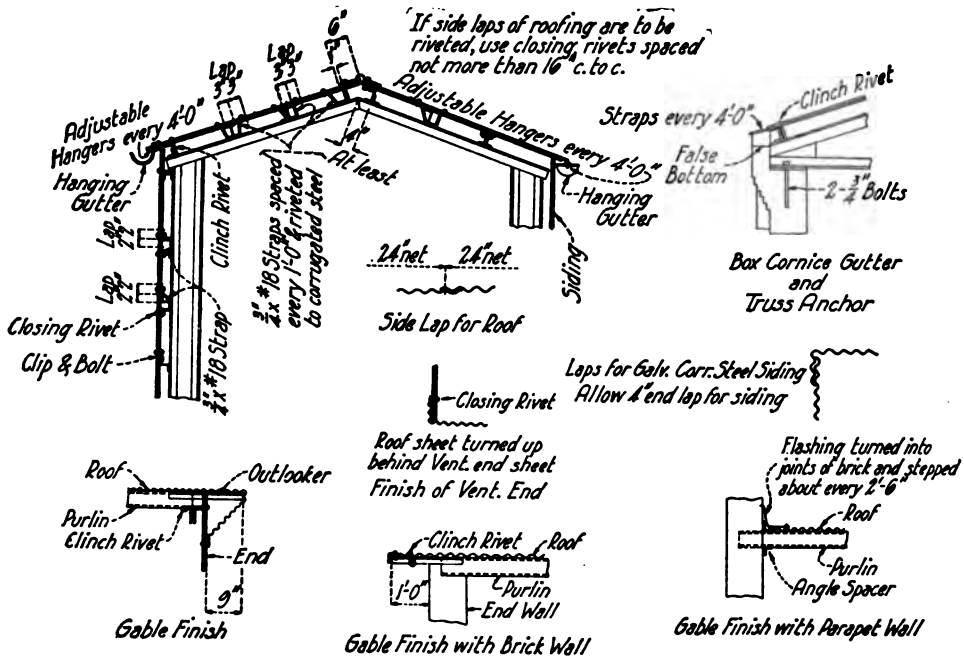 If side laps of roofing are to be
riveted, use closing rivets spaced
not more than 16" c. to c.
6"
Lap
3" 3"
Lap
3" 3"
Adjustable
Hangers every 4'-0"
Hanging
Gutter
Adjustable Hangers every 4'-0"
Hanging
Gutter
At least
Clinch Rivet
3/4" x #18 Straps spaced
every 1'-0" & riveted
to corrugated steel
Lap
2" 2"
Lap
2" 2"
Closing Rivet
Clip & Bolt
3/4" x #18 Strap
Siding
24" net 24" net
Side Lap for Roof
Clinch Rivet
Straps every 4'-0"
False
Bottom
2-3/4" Bolts
Box Cornice Gutter
and
Truss Anchor
Closing Rivet
Roof sheet turned up
behind Vent. end sheet
Finish of Vent. End
Laps for Galv. Corr. Steel Siding
Allow 4" end lap for siding
Roof
Outlooker
Purlin
Clinch Rivet
End
9"
Gable Finish
Clinch Rivet
Roof
1'-0"
Purlin
End Wall
Gable Finish with Brick Wall
Flashing turned into
joints of brick and stepped
about every 2'-6"
Roof
Purlin
Angle Spacer
Gable Finish with Parapet Wall